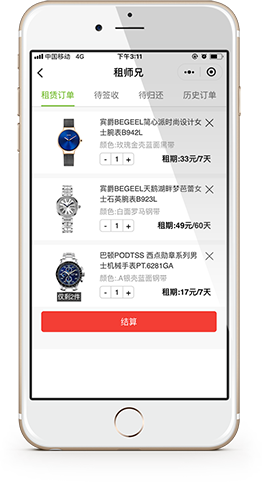 中国移动 4G 下午3:11
租师兄
租赁订单 待签收 待归还 历史订单
宾爵BEGEEL简心派时尚设计女
士腕表B942L
颜色:玫瑰金壳蓝面黑带
- 1 + 租期:33元/7天
宾爵BEGEEL天鹅湖畔梦芭蕾女
士石英腕表B923L
颜色:白面罗马钢带
- 1 + 租期:49元/60天
巴顿PODTSS 西点勋章系列男
士机械手表PT.6281GA
颜色:.A银壳蓝面钢带
仅剩2件
- 1 + 租期:17元/7天
结算